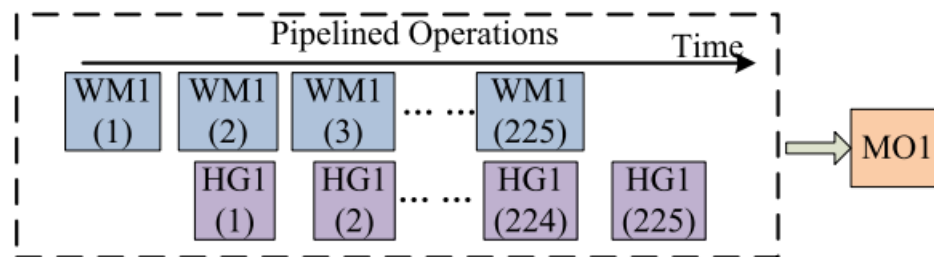 Pipelined Operations
Time
WM1 (1) WM1 (2) WM1 (3) ... ... WM1 (225)
HG1 (1) HG1 (2) ... ... HG1 (224) HG1 (225)
MO1